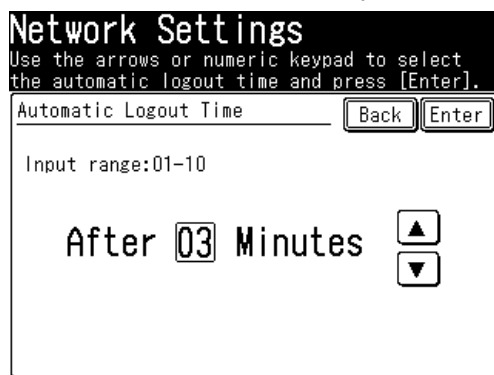 Network Settings
Use the arrows or numeric keypad to select
the automatic logout time and press [Enter].
Automatic Logout Time
Back Enter
Input range:01-10
After 03 Minutes